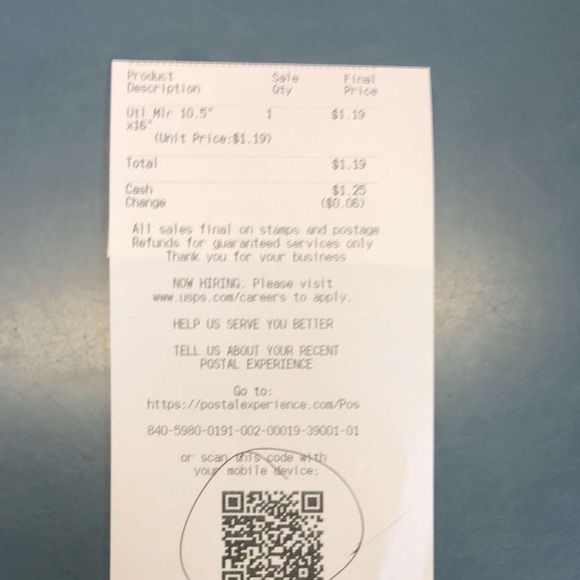 Product Sale Final
Description Qty Price
Utl Mlr 10.5" 1 $1.19
x16"
(Unit Price:$1.19)
Total $1.19
Cash $1.25
Change ($0.06)
All sales final on stamps and postage
Refunds for guaranteed services only
Thank you for your business
NOW HIRING. Please visit
www.usps.com/careers to apply.
HELP US SERVE YOU BETTER
TELL US ABOUT YOUR RECENT
POSTAL EXPERIENCE
Go to:
https://postalexperience.com/Pos
840-5980-0191-002-00019-39001-01
or scan this code with
your mobile device: